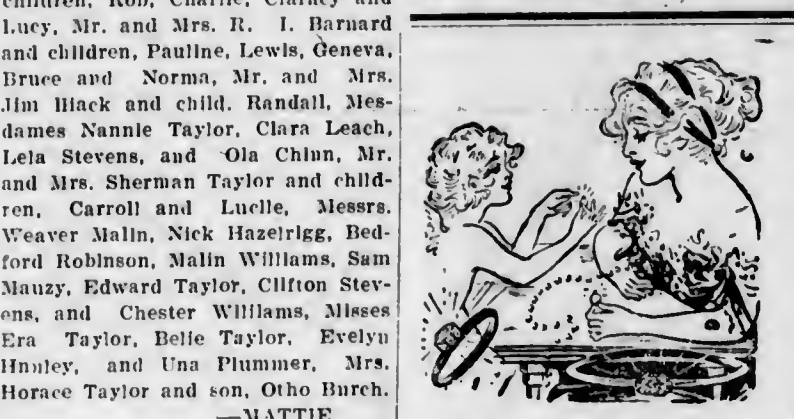 children, Rob, Charlie, Clarney and
Lucy, Mr. and Mrs. R. I. Barnard
and children, Pauline, Lewis, Geneva,
Bruce and Norma, Mr. and Mrs.
Jim Black and child. Randall, Mes-
dames Nannie Taylor, Clara Leach,
Lela Stevens, and Ola Chinn, Mr.
and Mrs. Sherman Taylor and child-
ren, Carroll and Lucile, Messrs.
Weaver Malin, Nick Hazelrigg, Bed-
ford Robinson, Malin Williams, Sam
Mauzy, Edward Taylor, Clifton Stev-
ens, and Chester Williams, Misses
Era Taylor, Belle Taylor, Evelyn
Hunley, and Una Plummer, Mrs.
Horace Taylor and son, Otho Burch.
—MATTIE